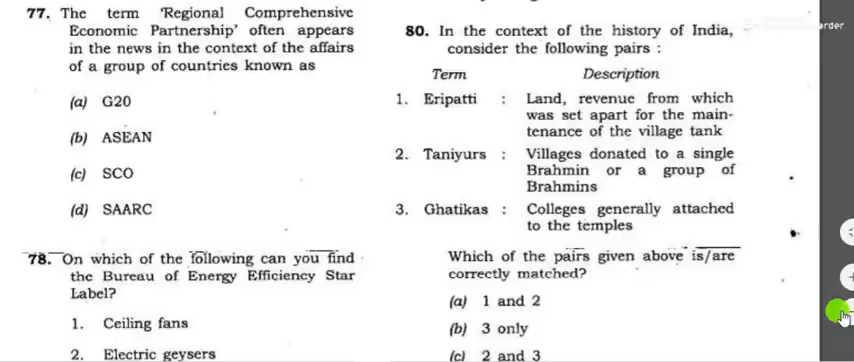 77. The term 'Regional Comprehensive
Economic Partnership' often appears
in the news in the context of the affairs
of a group of countries known as
(a) G20
(b) ASEAN
(c) SCO
(d) SAARC
78. On which of the following can you find
the Bureau of Energy Efficiency Star
Label?
1. Ceiling fans
2. Electric geysers
80. In the context of the history of India,
consider the following pairs :
Term Description
1. Eripatti : Land, revenue from which
was set apart for the main-
tenance of the village tank
2. Taniyurs : Villages donated to a single
Brahmin or a group of
Brahmins
3. Ghatikas : Colleges generally attached
to the temples
Which of the pairs given above is/are
correctly matched?
(a) 1 and 2
(b) 3 only
(c) 2 and 3